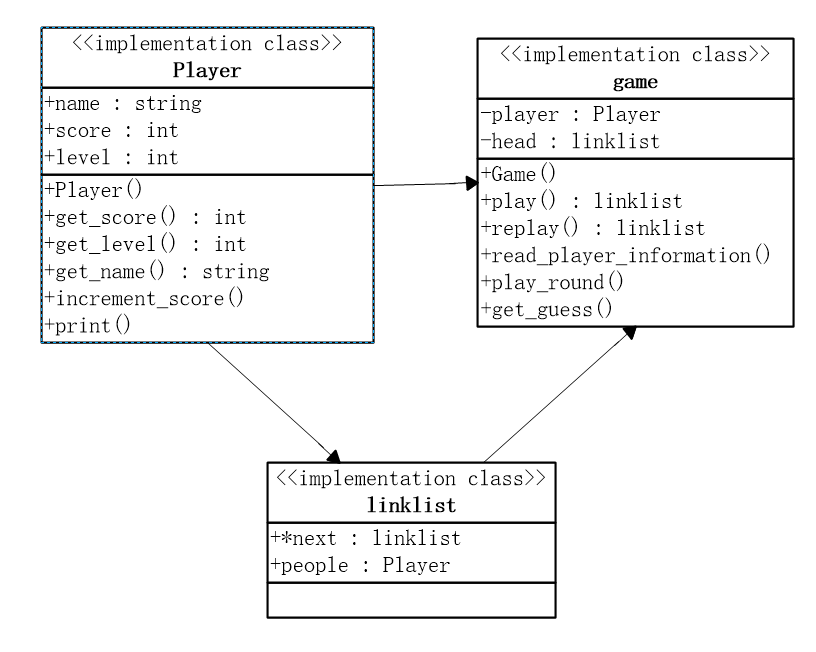 <<implementation class>>
Player
+name : string
+score : int
+level : int
+Player()
+get_score() : int
+get_level() : int
+get_name() : string
+increment_score()
+print()
<<implementation class>>
game
-player : Player
-head : linklist
+Game()
+play() : linklist
+replay() : linklist
+read_player_information()
+play_round()
+get_guess()
<<implementation class>>
linklist
+*next : linklist
+people : Player